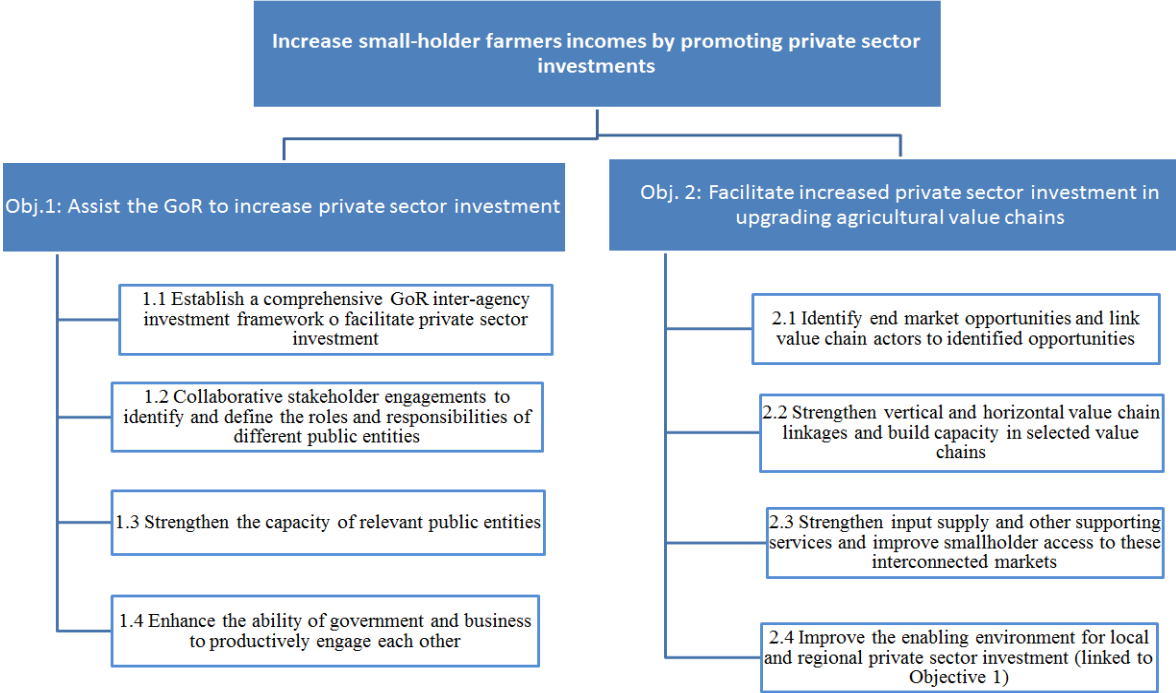 Increase small-holder farmers incomes by promoting private sector
investments
Obj.1: Assist the GoR to increase private sector investment
1.1 Establish a comprehensive GoR inter-agency
investment framework o facilitate private sector
investment
1.2 Collaborative stakeholder engagements to
identify and define the roles and responsibilities of
different public entities
1.3 Strengthen the capacity of relevant public entities
1.4 Enhance the ability of government and business
to productively engage each other
Obj. 2: Facilitate increased private sector investment in
upgrading agricultural value chains
2.1 Identify end market opportunities and link
value chain actors to identified opportunities
2.2 Strengthen vertical and horizontal value chain
linkages and build capacity in selected value
chains
2.3 Strengthen input supply and other supporting
services and improve smallholder access to these
interconnected markets
2.4 Improve the enabling environment for local
and regional private sector investment (linked to
Objective 1)